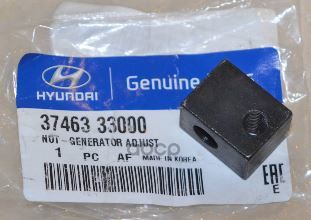 HYUNDAI
Genuine
37463 33000
NUT-GENERATOR ADJUST
1 PC AF MADE IN KOREA
EAC
E